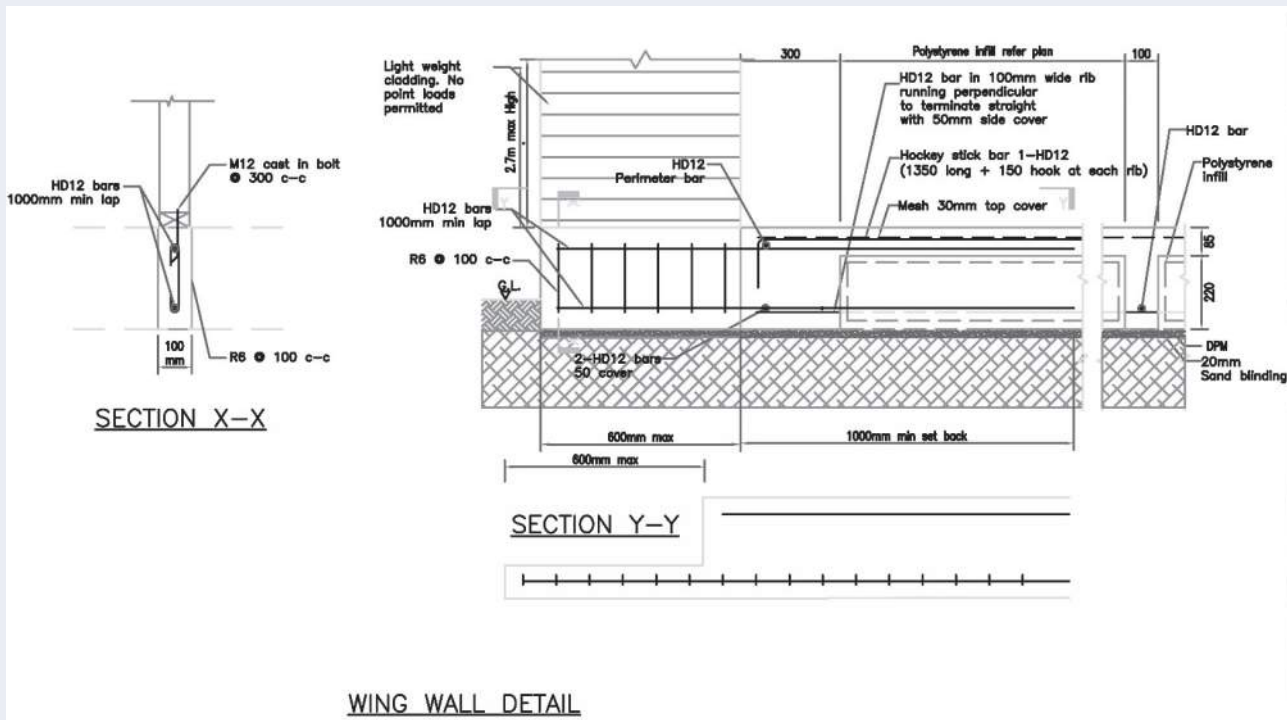 Light weight
cladding. No
point loads
permitted
2.7m max High
300
Polystyrene infill refer plan
100
HD12 bar in 100mm wide rib
running perpendicular
to terminate straight
with 50mm side cover
HD12 bar
M12 cast in bolt
@ 300 c-c
HD12
Perimeter bar
Hockey stick bar 1-HD12
(1350 long + 150 hook at each rib)
Polystyrene
infill
HD12 bars
1000mm min lap
Mesh 30mm top cover
HD12 bars
1000mm min lap
85
R6 @ 100 c-c
G.L.
220
100
mm
R6 @ 100 c-c
2-HD12 bars
50 cover
DPM
20mm
Sand blinding
SECTION X-X
600mm max
1000mm min set back
600mm max
SECTION Y-Y
WING WALL DETAIL